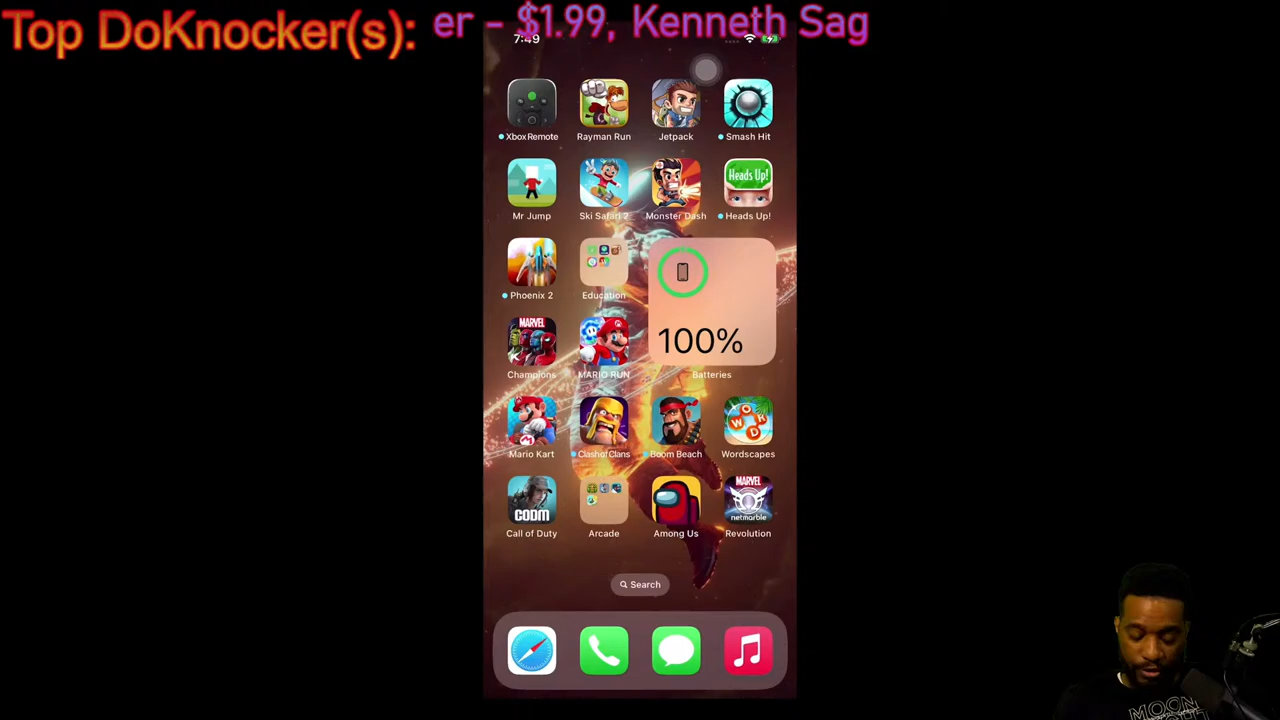 Top DoKnocker(s): er - $1.99, Kenneth Sag
7:49
Xbox Remote Rayman Run Jetpack Smash Hit
Heads Up!
Mr Jump Ski Safari 2 Monster Dash Heads Up!
Phoenix 2 Education
MARVEL
100%
Champions MARIO RUN Batteries
WORD
Mario Kart Clash of Clans Boom Beach Wordscapes
CODM
MARVEL
netmarble
Call of Duty Arcade Among Us Revolution
Search
MOON